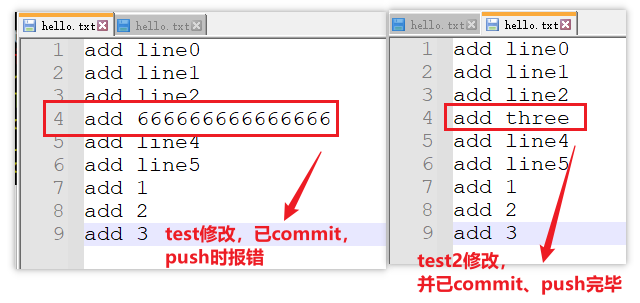 hello.txt hello.txt
1 add line0
2 add line1
3 add line2
4 add 666666666666666
5 add line4
6 add line5
7 add 1
8 add 2
9 add 3
test修改，已commit，
push时报错
hello.txt hello.txt
1 add line0
2 add line1
3 add line2
4 add three
5 add line4
6 add line5
7 add 1
8 add 2
9 add 3
test2修改，
并已commit、push完毕